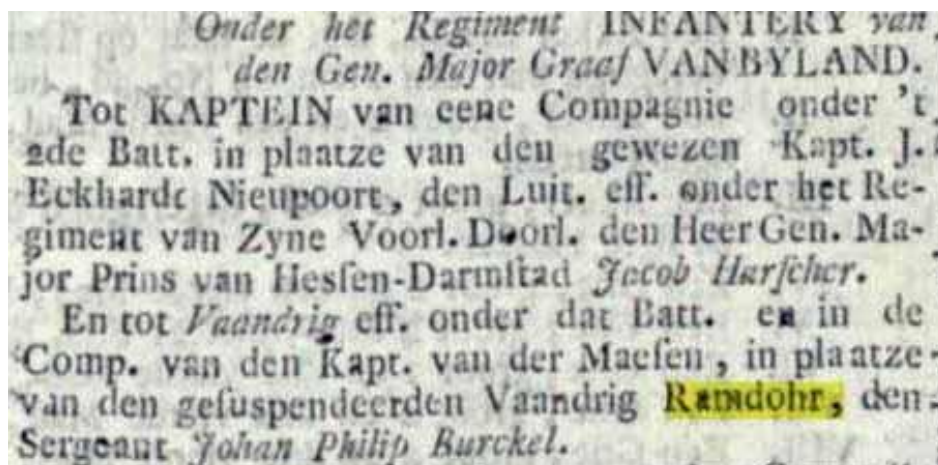 Onder het Regiment INFANTERY van
den Gen. Major Graaf VAN BYLAND.
Tot KAPTEIN van eene Compagnie onder 't
2de Batt. in plaatze van den gewezen Kapt. J.
Eckhardt Nieupoort, den Luit. eff. onder het Re-
giment van Zyne Voorl. Doorl. den Heer Gen. Ma-
jor Prins van Hesſen-Darmſtad Jacob Harſcher.
En tot Vaandrig eff. onder dat Batt. en in de
Comp. van den Kapt. van der Maeſen, in plaatze
van den geſuspendeerden Vaandrig Ramdohr, den
Sergeant Johan Philip Burckel.